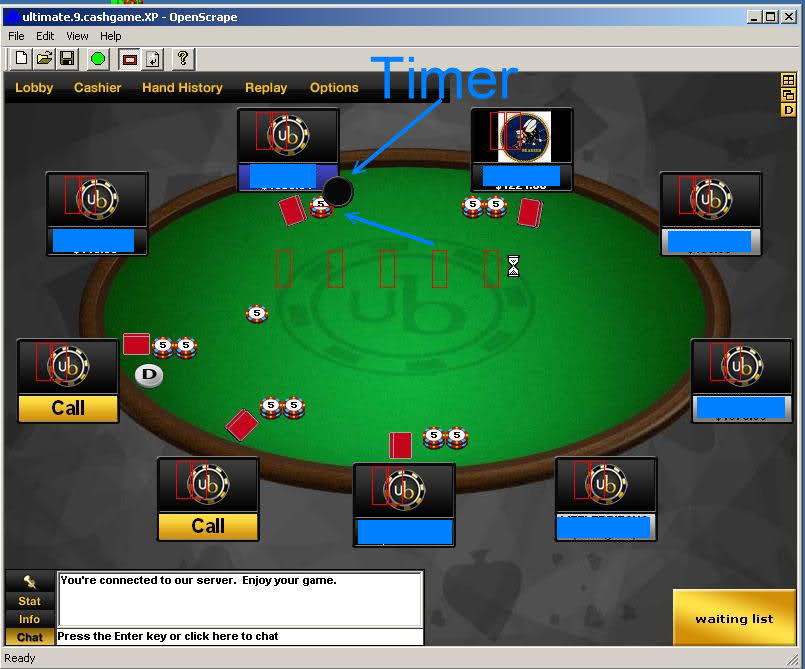 ultimate.9.cashgame.XP - OpenScrape
File Edit View Help
Timer
Lobby Cashier Hand History Replay Options
D
ub
ub
ub
ub
5
5 5
ub
5
5 5
D
ub
Call
ub
5 5
5 5
ub
Call
ub
ub
You're connected to our server. Enjoy your game.
Stat
Info
Chat
Press the Enter key or click here to chat
waiting list
Ready